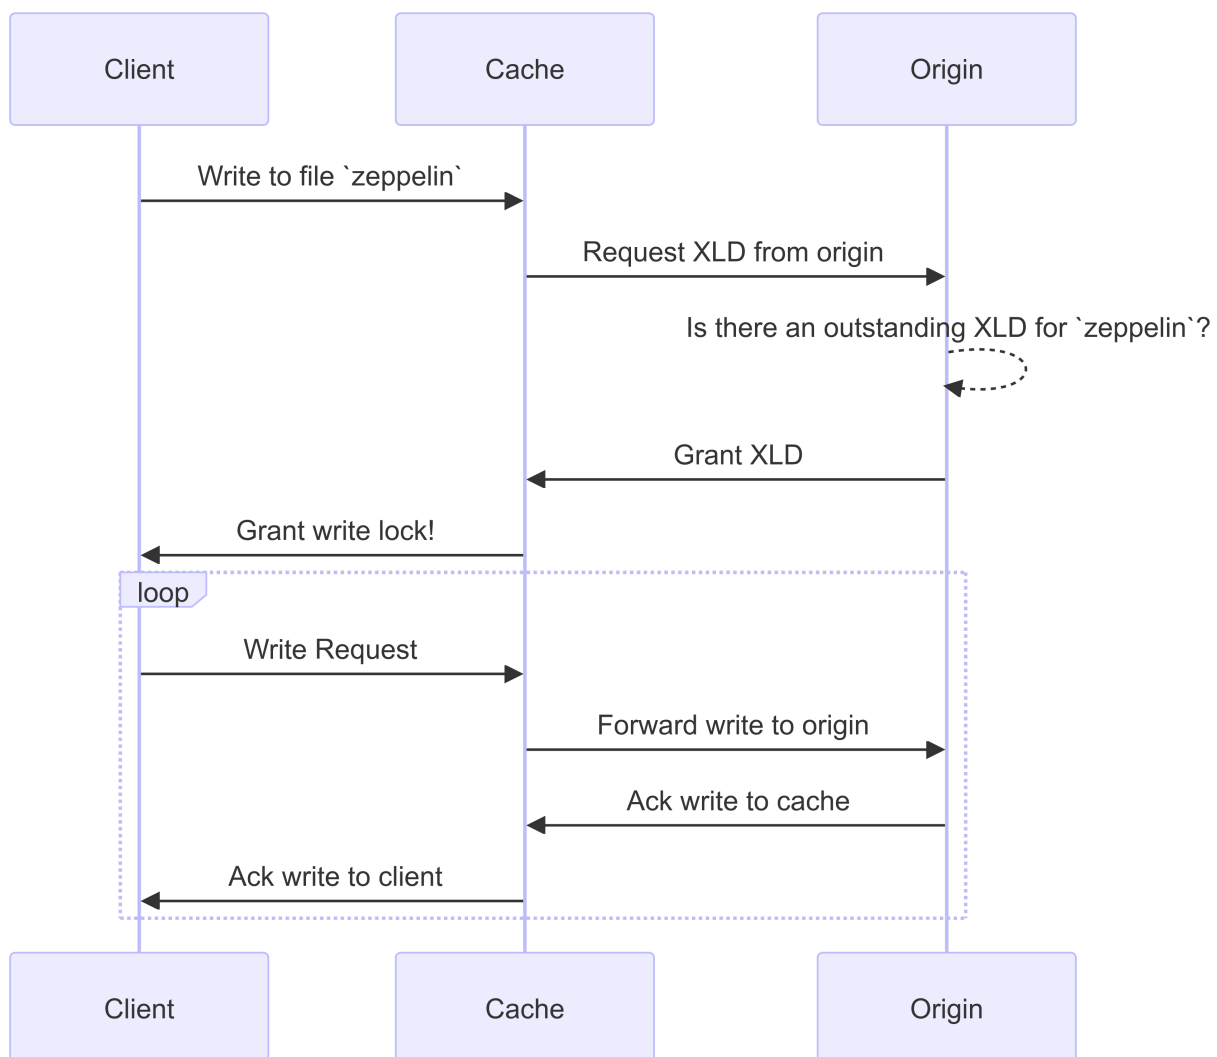 Client
Cache
Origin
Write to file `zeppelin`
Request XLD from origin
Is there an outstanding XLD for `zeppelin`?
Grant XLD
Grant write lock!
loop
Write Request
Forward write to origin
Ack write to cache
Ack write to client
Client
Cache
Origin